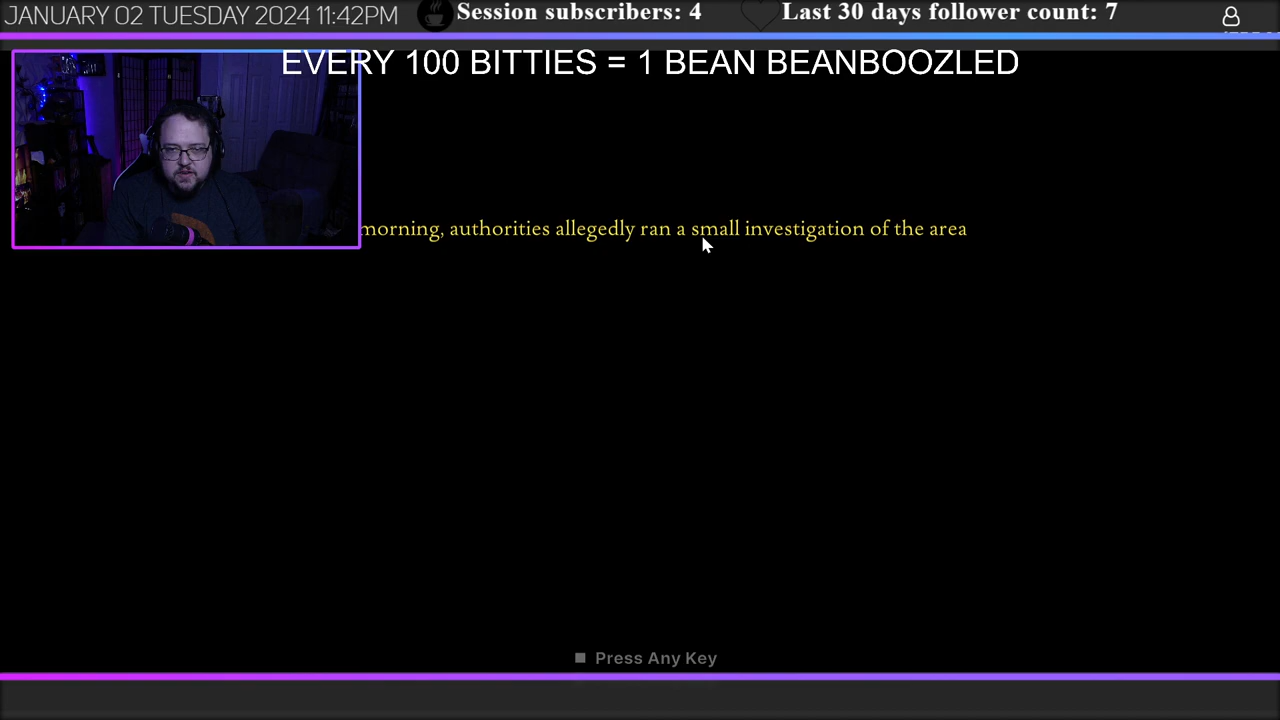 JANUARY 02 TUESDAY 2024 11:42PM
Session subscribers: 4
Last 30 days follower count: 7
EVERY 100 BITTIES = 1 BEAN BEANBOOZLED
morning, authorities allegedly ran a small investigation of the area
Press Any Key